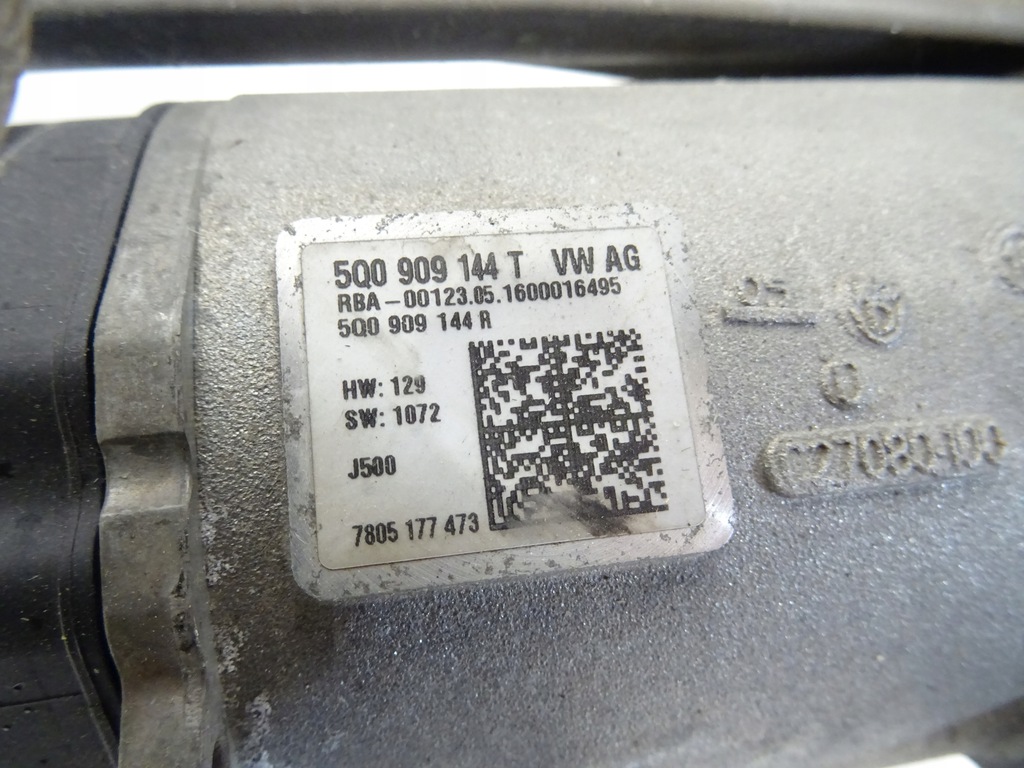 5Q0 909 144 T VW AG
RBA-00123.05.1600016495
5Q0 909 144 R
HW: 129
SW: 1072
J500
7805 177 473